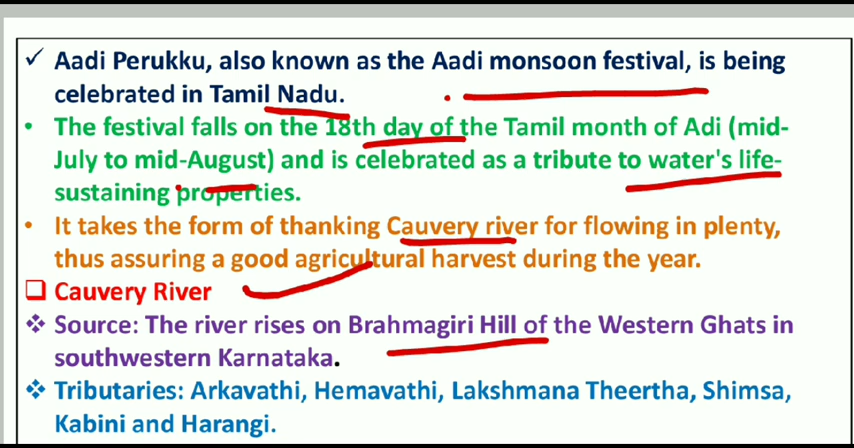 ✓ Aadi Perukku, also known as the Aadi monsoon festival, is being
celebrated in Tamil Nadu.
• The festival falls on the 18th day of the Tamil month of Adi (mid-
July to mid-August) and is celebrated as a tribute to water's life-
sustaining properties.
• It takes the form of thanking Cauvery river for flowing in plenty,
thus assuring a good agricultural harvest during the year.
❑ Cauvery River
❖ Source: The river rises on Brahmagiri Hill of the Western Ghats in
southwestern Karnataka.
❖ Tributaries: Arkavathi, Hemavathi, Lakshmana Theertha, Shimsa,
Kabini and Harangi.